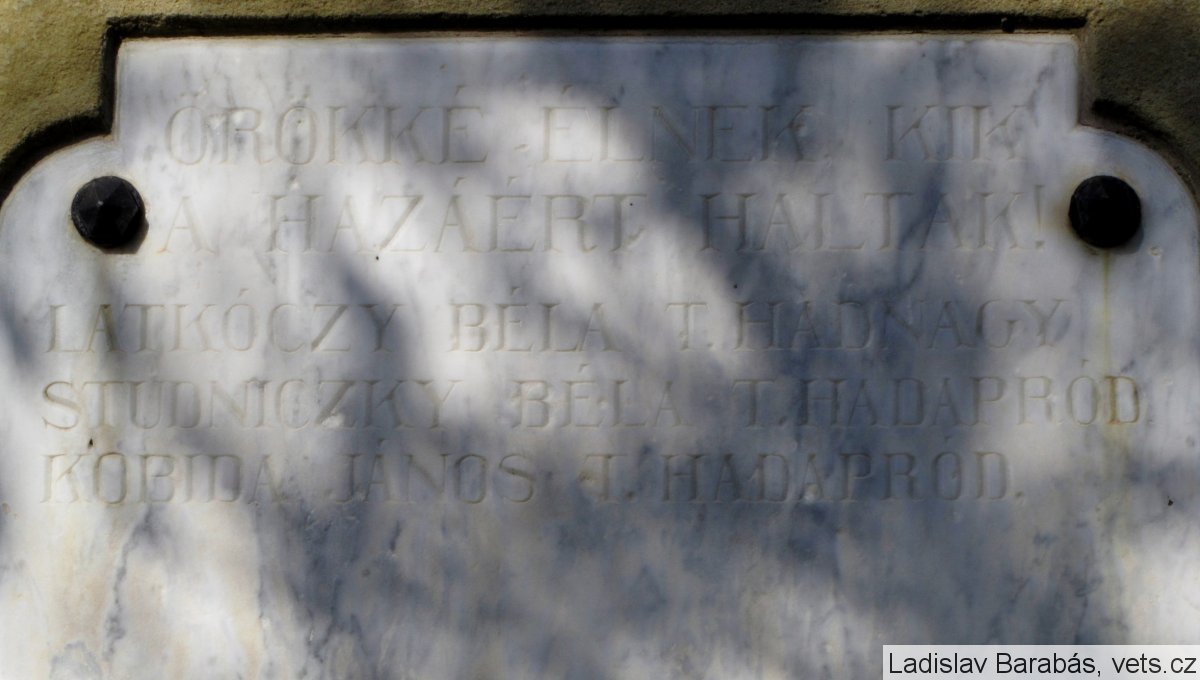 ÖRÖKKÉ ÉLNEK, KIK
A HAZÁÉRT HALTAK!
LATKÓCZY BÉLA T. HADNAGY
STUDNICZKY BÉLA T. HADAPRÓD
KOBIDA JÁNOS T. HADAPRÓD.
Ladislav Barabás, vets.cz